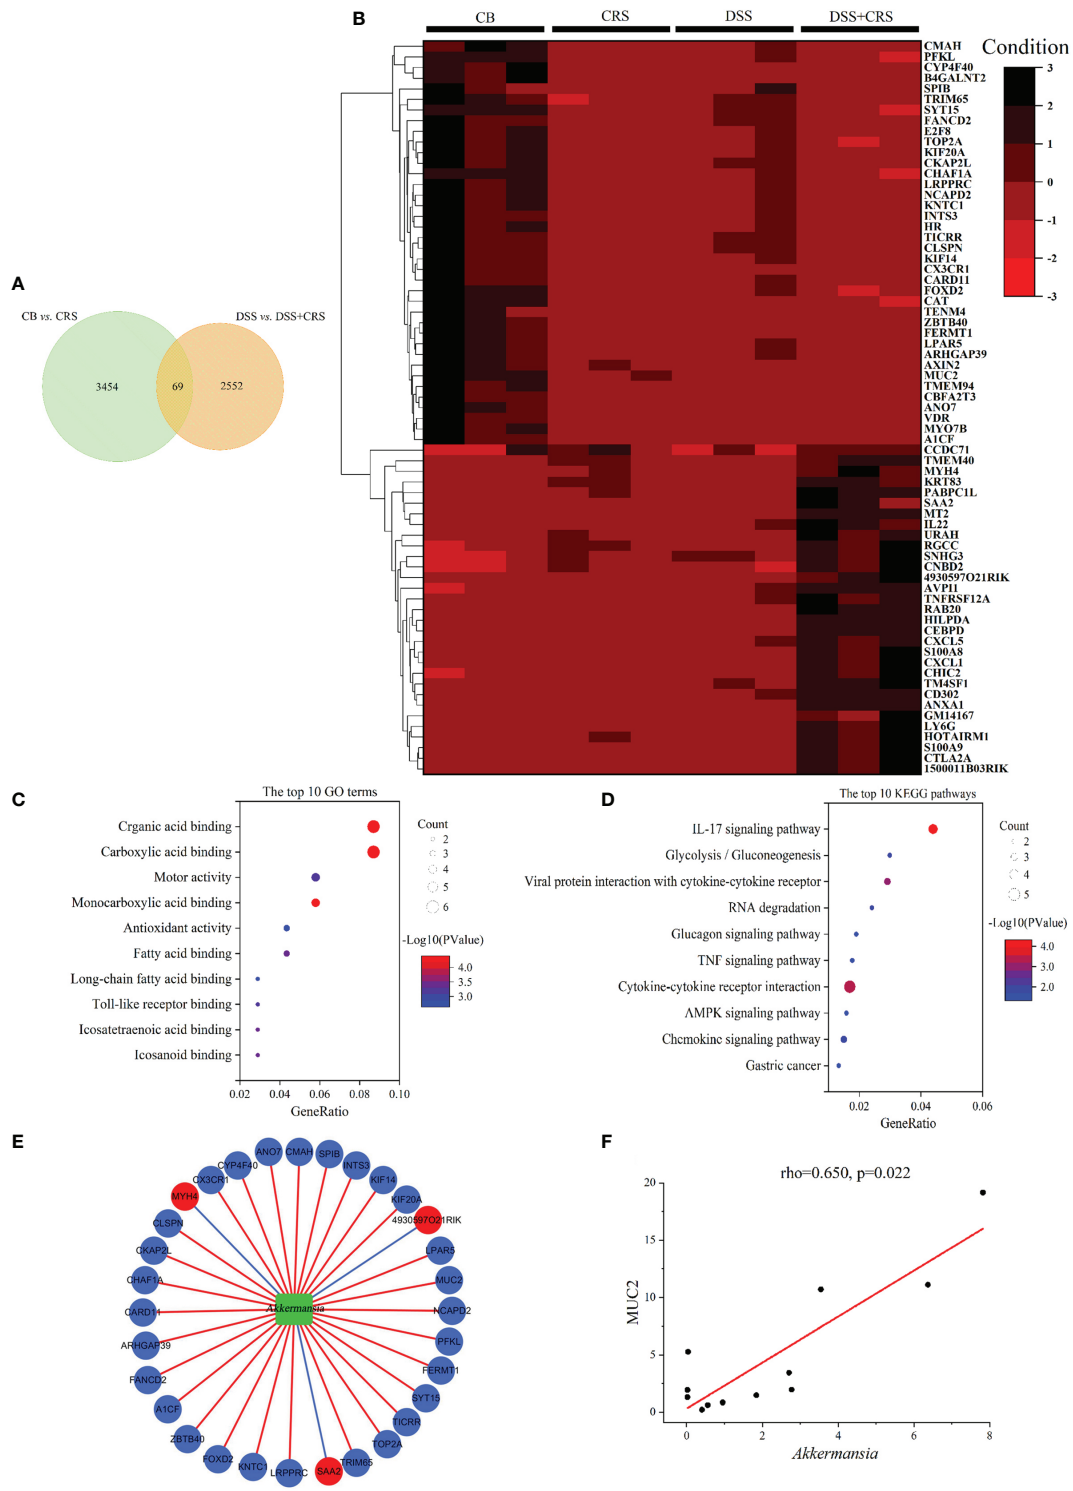 B
CB
CRS
DSS
DSS+CRS
CMAH
PFKL
CYP4F40
B4GALNT2
SPIB
TRIM65
SYT15
FANCD2
E2F8
TOP2A
KIF20A
CKAP2L
CHAF1A
LRPPRC
NCAPD2
KNTC1
INTS3
HR
TICRR
CLSPN
KIF14
CX3CR1
CARD11
FOXD2
CAT
TENM4
ZBTB40
FERMT1
LPAR5
ARHGAP39
AXIN2
MUC2
TMEM94
CBFA2T3
ANO7
VDR
MYO7B
A1CF
CCDC71
TMEM40
MYH4
KRT83
PABPC1L
SAA2
MT2
IL22
URAH
RGCC
SNHG3
CNBD2
4930597O21RIK
AVPI1
TNFRSF12A
RAB20
HILPDA
CEBPD
CXCL5
S100A8
CXCL1
CHIC2
TM4SF1
CD302
ANXA1
GM14167
LY6G
HOTAIRM1
S100A9
CTLA2A
1500011B03RIK
Condition
3
2
1
0
-1
-2
-3
A
CB vs. CRS
DSS vs. DSS+CRS
3454
69
2552
C
The top 10 GO terms
Crganic acid binding
Carboxylic acid binding
Motor activity
Monocarboxylic acid binding
Antioxidant activity
Fatty acid binding
Long-chain fatty acid binding
Toll-like receptor binding
Icosatetraenoic acid binding
Icosanoid binding
0.02 0.04 0.06 0.08 0.10
GeneRatio
Count
2
3
4
5
6
-Log10(PValue)
4.0
3.5
3.0
D
The top 10 KEGG pathways
IL-17 signaling pathway
Glycolysis / Gluconeogenesis
Viral protein interaction with cytokine-cytokine receptor
RNA degradation
Glucagon signaling pathway
TNF signaling pathway
Cytokine-cytokine receptor interaction
AMPK signaling pathway
Chemokine signaling pathway
Gastric cancer
0.02 0.04 0.06
GeneRatio
Count
2
3
4
5
-Log10(PValue)
4.0
3.0
2.0
E
ANO7
CMAH
SPIB
INTS3
KIF14
KIF20A
4930597O21RIK
LPAR5
MUC2
NCAPD2
PFKL
FERMT1
SYT15
TICRR
TOP2A
TRIM65
SAA2
LRPPRC
KNTC1
FOXD2
ZBTB40
A1CF
FANCD2
ARHGAP39
CARD11
CHAF1A
CKAP2L
CLSPN
MYH4
CX3CR1
CYP4F40
Akkermansia
F
rho=0.650, p=0.022
MUC2
20
15
10
5
0
0 2 4 6 8
Akkermansia